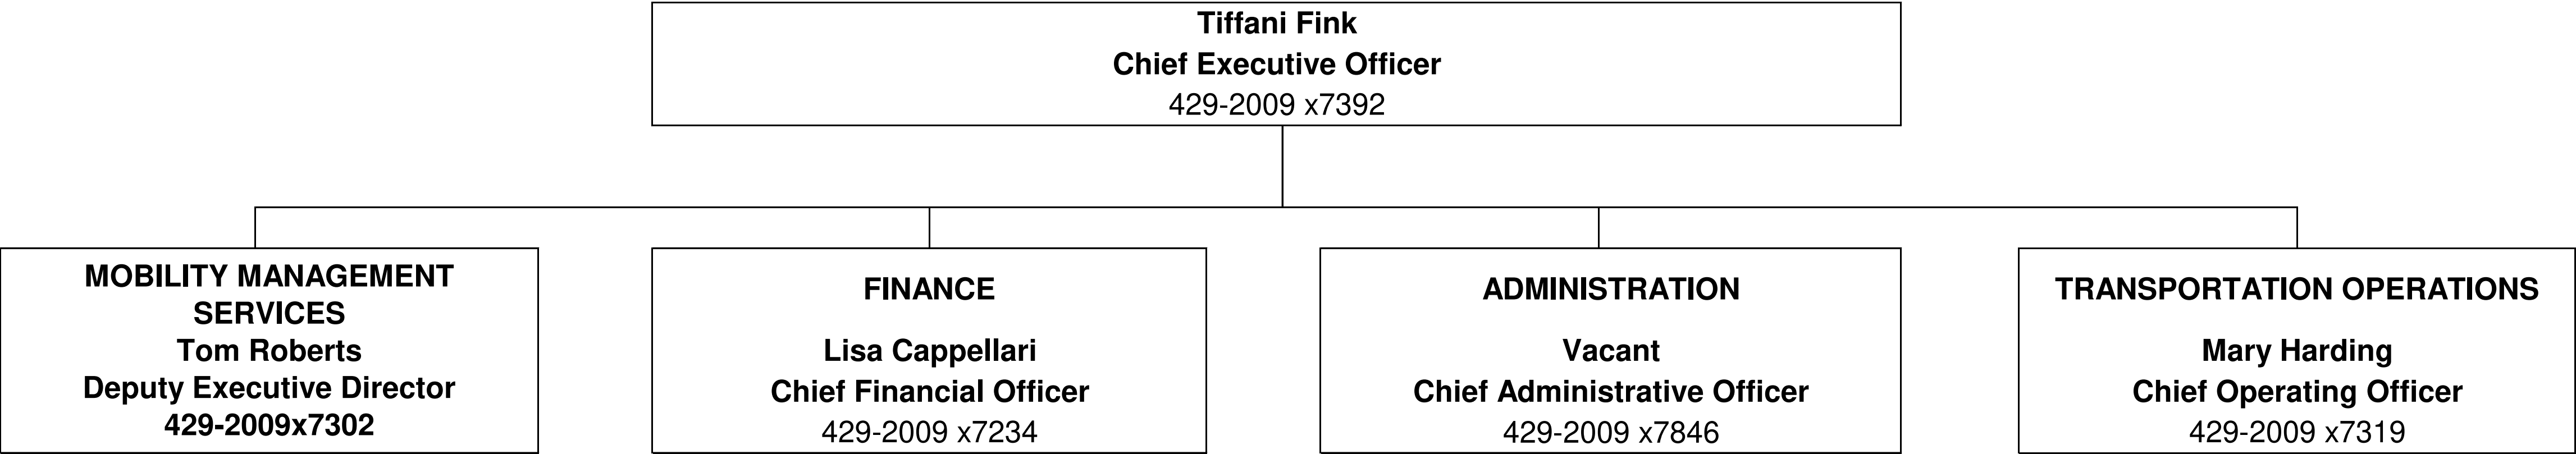 Tiffani Fink
Chief Executive Officer
429-2009 x7392
MOBILITY MANAGEMENT
SERVICES
Tom Roberts
Deputy Executive Director
429-2009x7302
FINANCE
Lisa Cappellari
Chief Financial Officer
429-2009 x7234
ADMINISTRATION
Vacant
Chief Administrative Officer
429-2009 x7846
TRANSPORTATION OPERATIONS
Mary Harding
Chief Operating Officer
429-2009 x7319